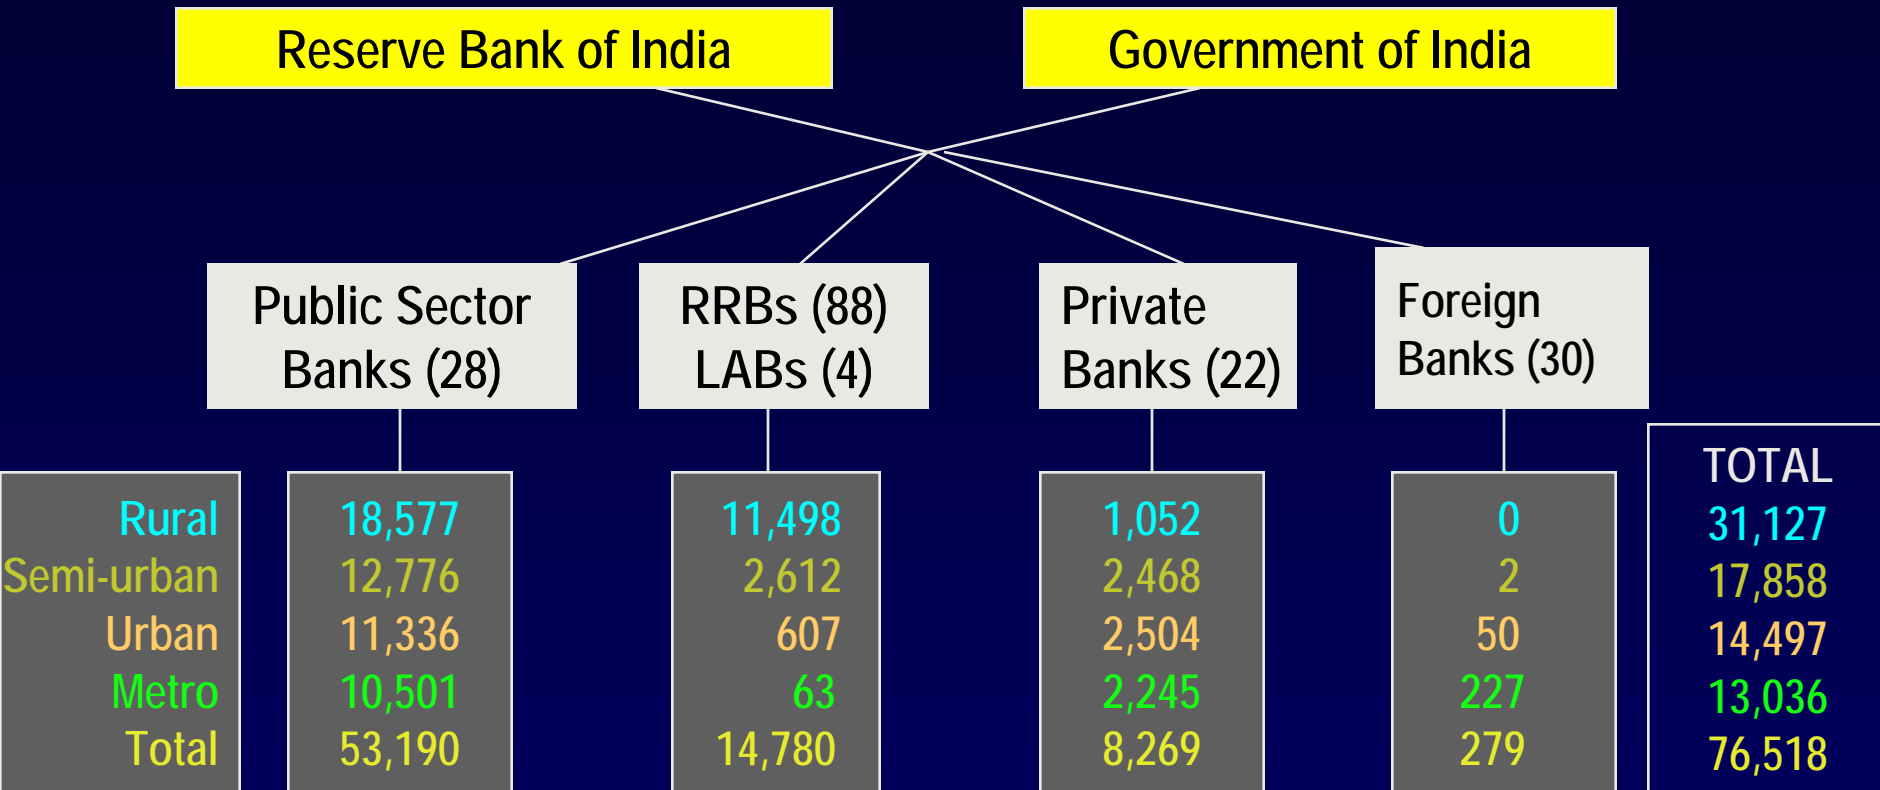 Reserve Bank of India
Government of India
Public Sector
Banks (28)
RRBs (88)
LABs (4)
Private
Banks (22)
Foreign
Banks (30)
TOTAL
Rural 18,577 11,498 1,052 0 31,127
Semi-urban 12,776 2,612 2,468 2 17,858
Urban 11,336 607 2,504 50 14,497
Metro 10,501 63 2,245 227 13,036
Total 53,190 14,780 8,269 279 76,518